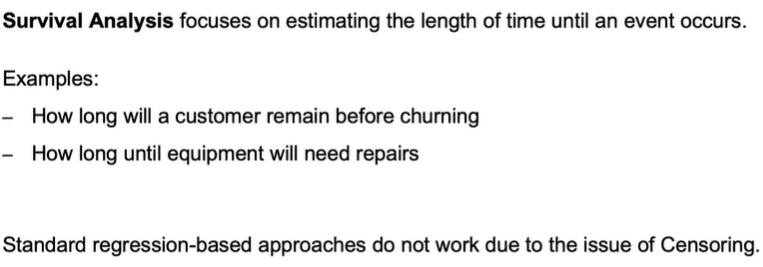 Survival Analysis focuses on estimating the length of time until an event occurs.
Examples:
– How long will a customer remain before churning
– How long until equipment will need repairs
Standard regression-based approaches do not work due to the issue of Censoring.